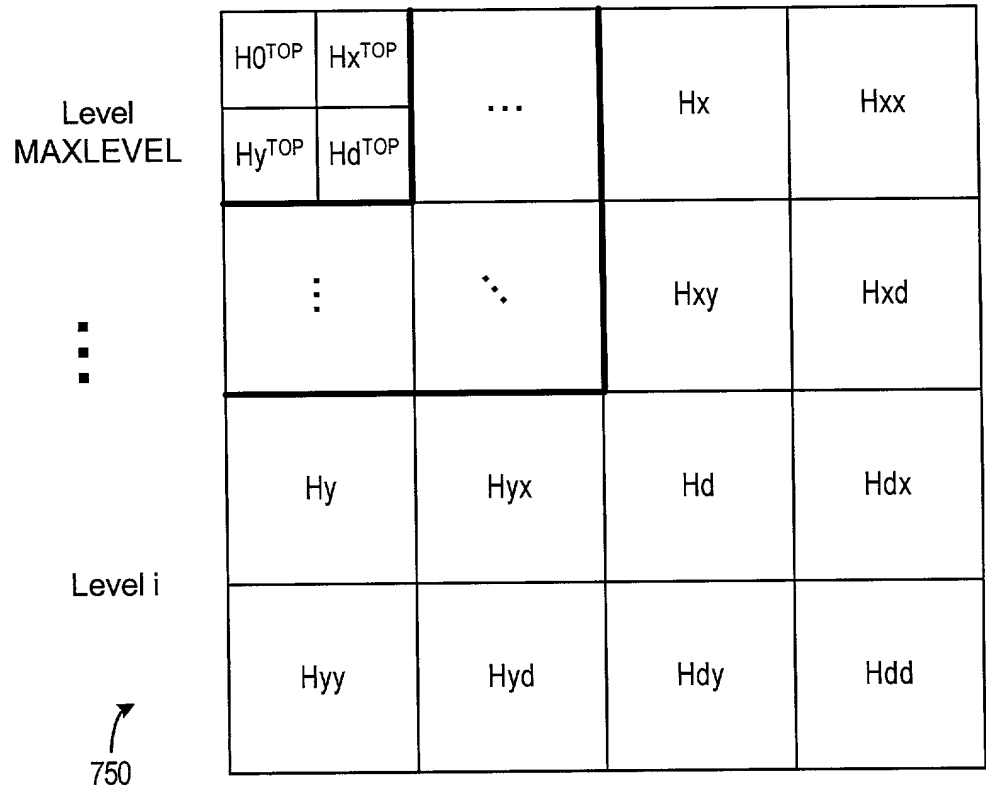 H0TOP HxTOP
... Hx Hxx
Level
MAXLEVEL
HyTOP HdTOP
Hxy Hxd
Hy Hyx Hd Hdx
Level i
Hyy Hyd Hdy Hdd
750